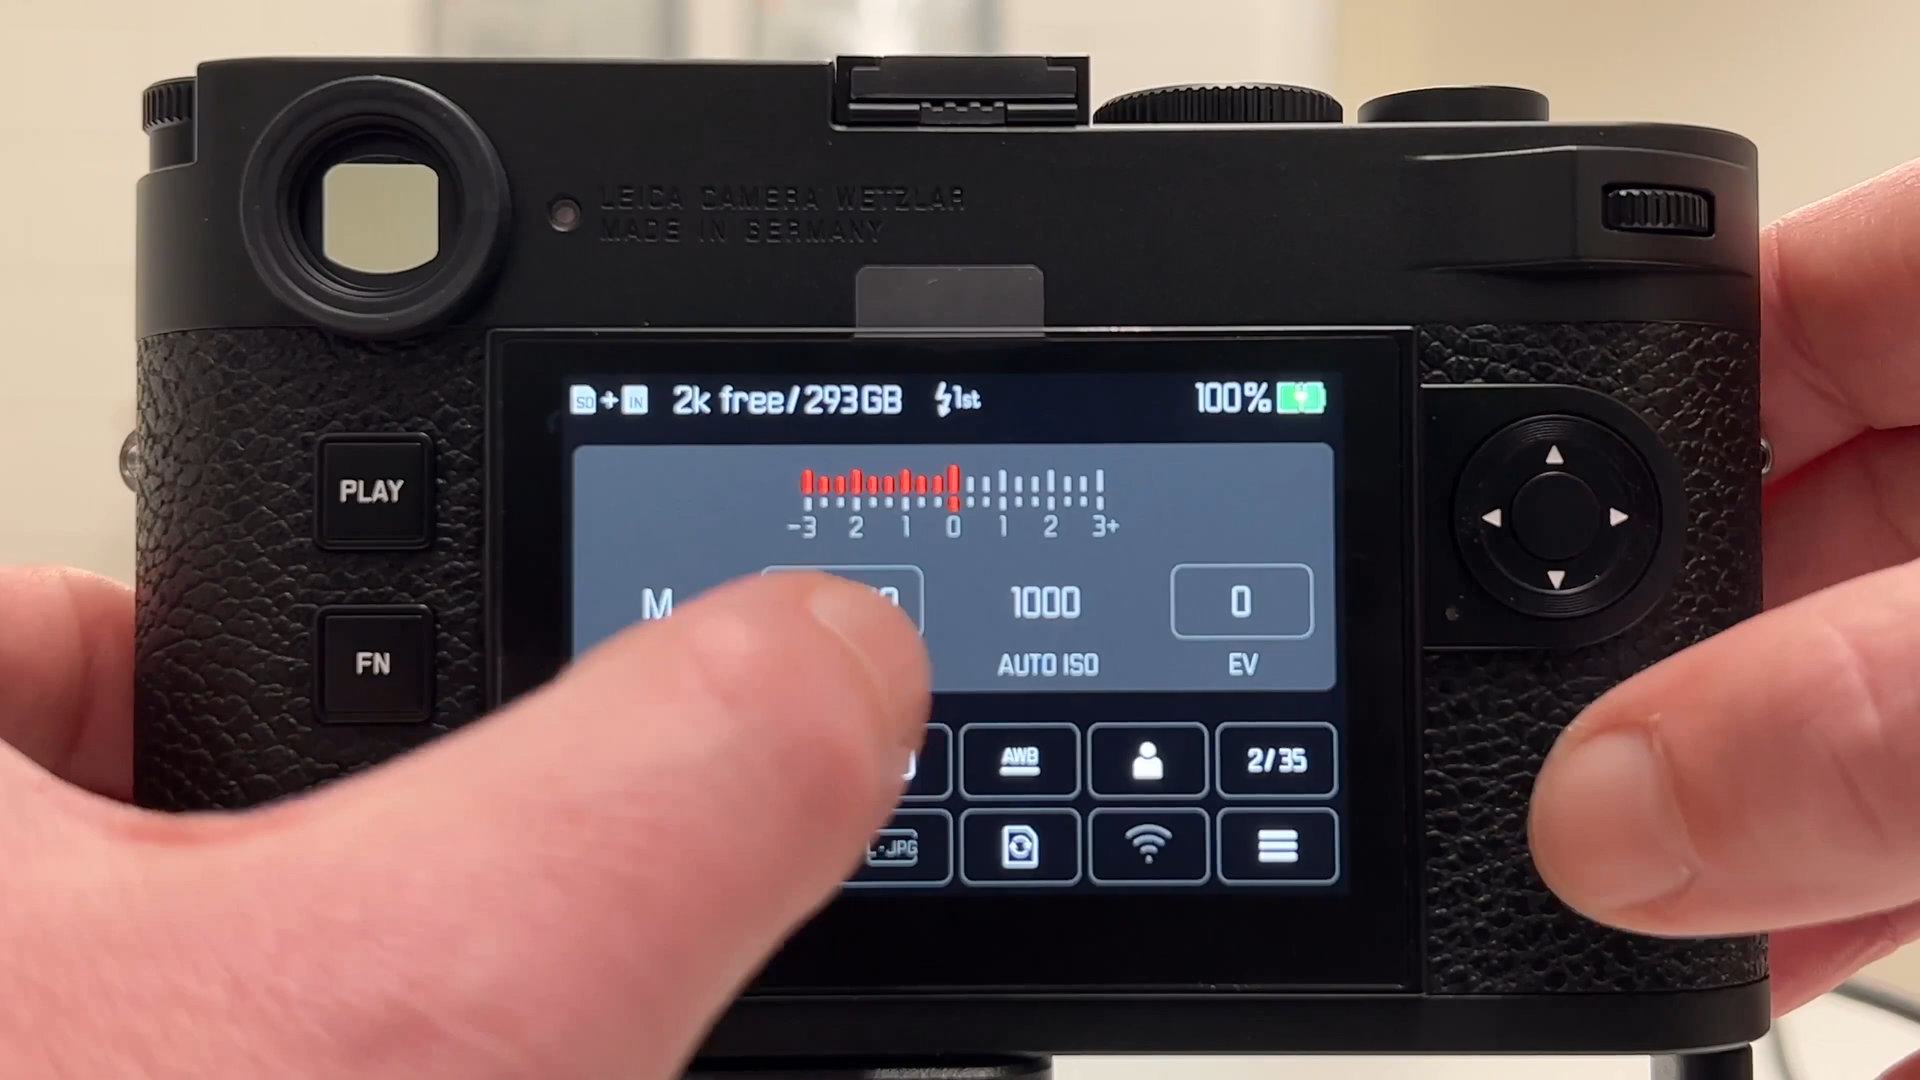 LEICA CAMERA WETZLAR
MADE IN GERMANY
SD + IN 2k free/293GB 1st 100%
-3 2 1 0 1 2 3+
M 1000 0
AUTO ISO EV
PLAY
FN
AWB 2/35
L-JPG